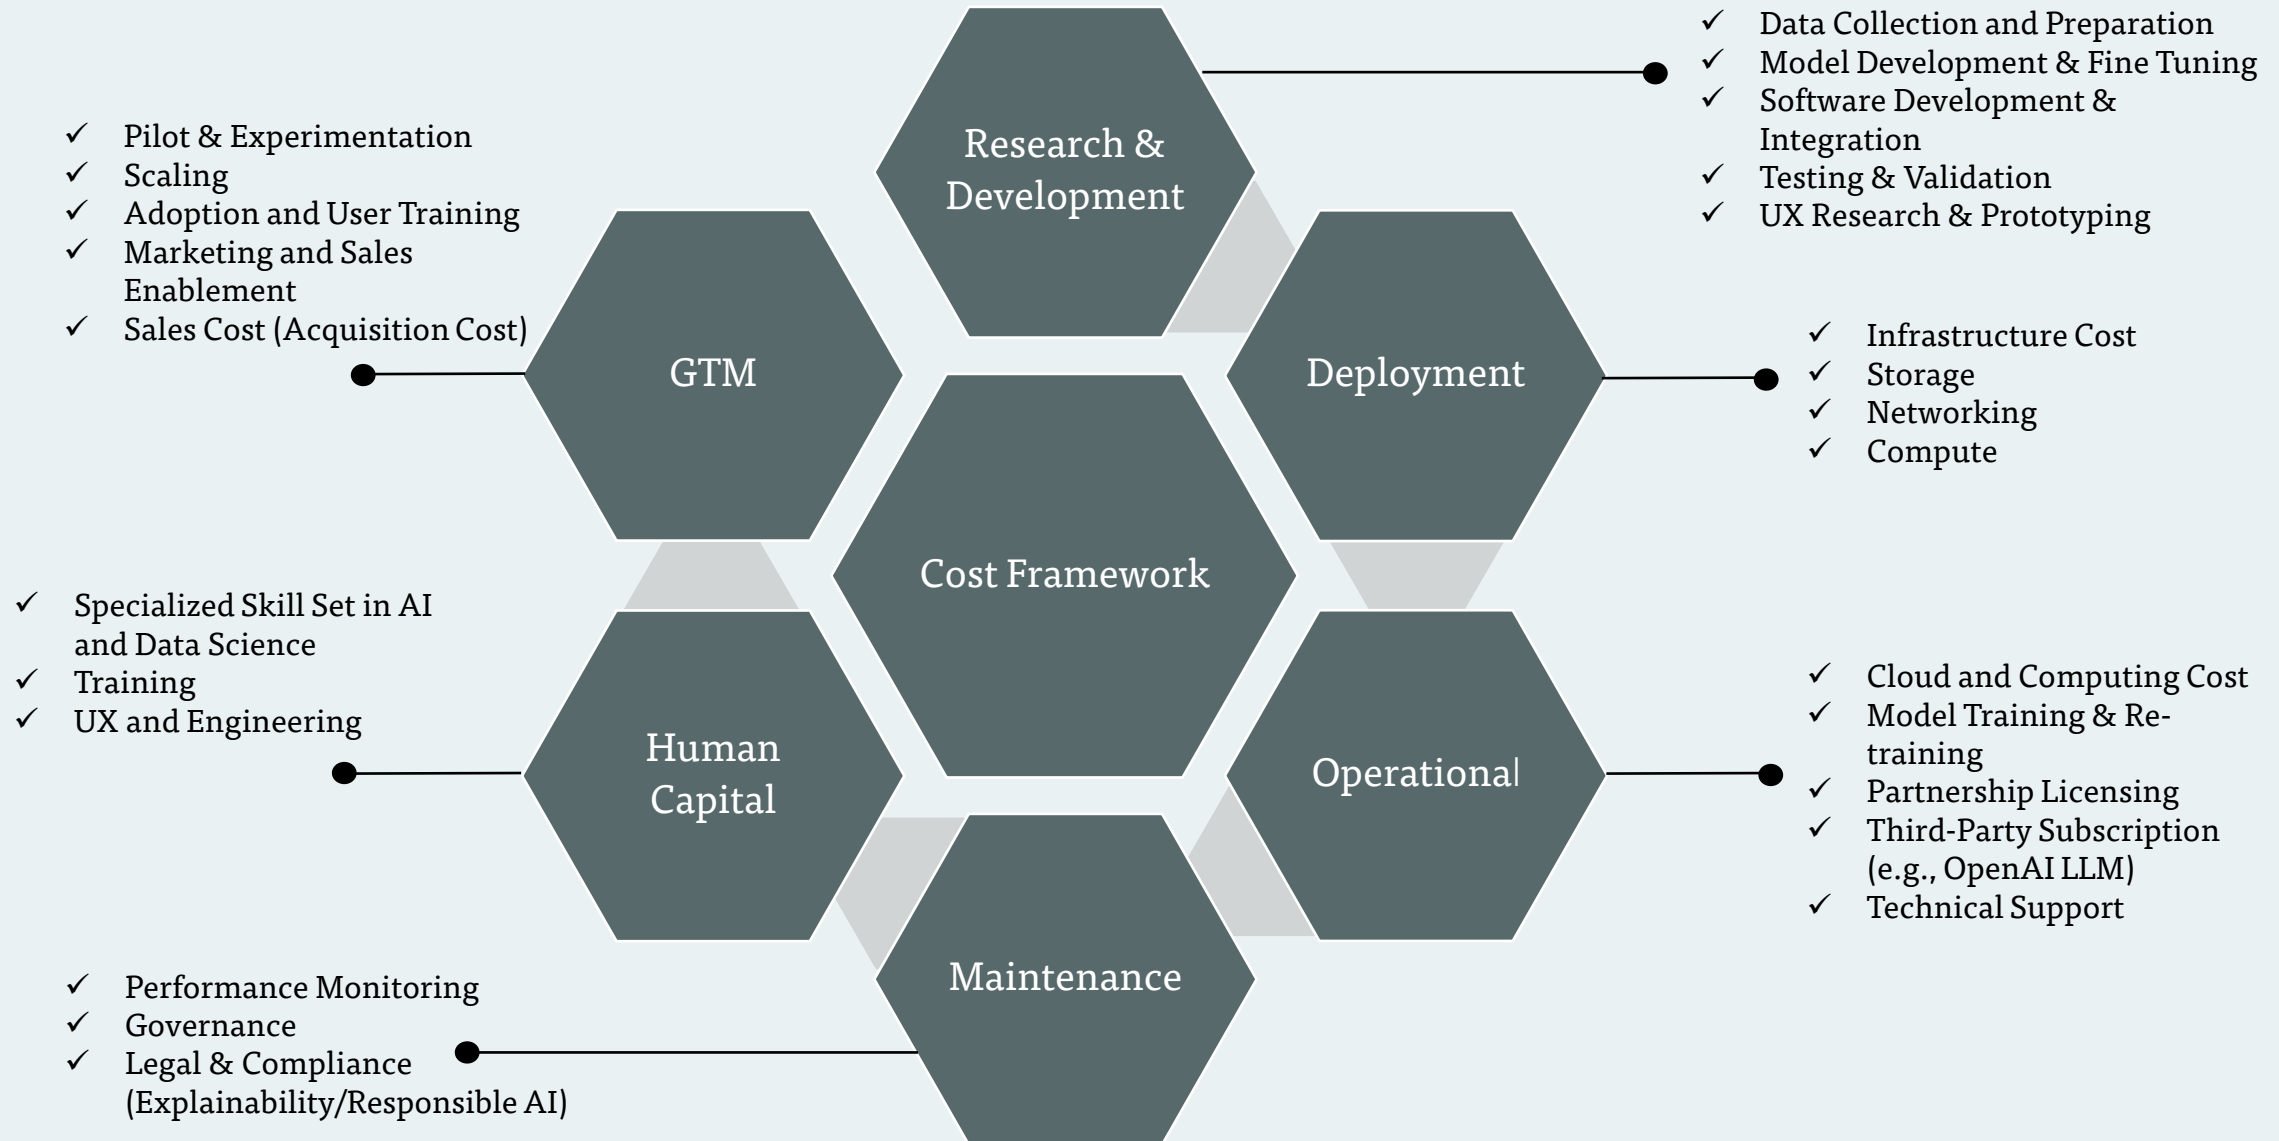 Research &
Development
Data Collection and Preparation
Model Development & Fine Tuning
Software Development &
Integration
Testing & Validation
UX Research & Prototyping
Pilot & Experimentation
Scaling
Adoption and User Training
Marketing and Sales
Enablement
Sales Cost (Acquisition Cost)
GTM
Deployment
Infrastructure Cost
Storage
Networking
Compute
Cost Framework
Specialized Skill Set in AI
and Data Science
Training
UX and Engineering
Human
Capital
Operational
Cloud and Computing Cost
Model Training & Re-
training
Partnership Licensing
Third-Party Subscription
(e.g., OpenAI LLM)
Technical Support
Maintenance
Performance Monitoring
Governance
Legal & Compliance
(Explainability/Responsible AI)